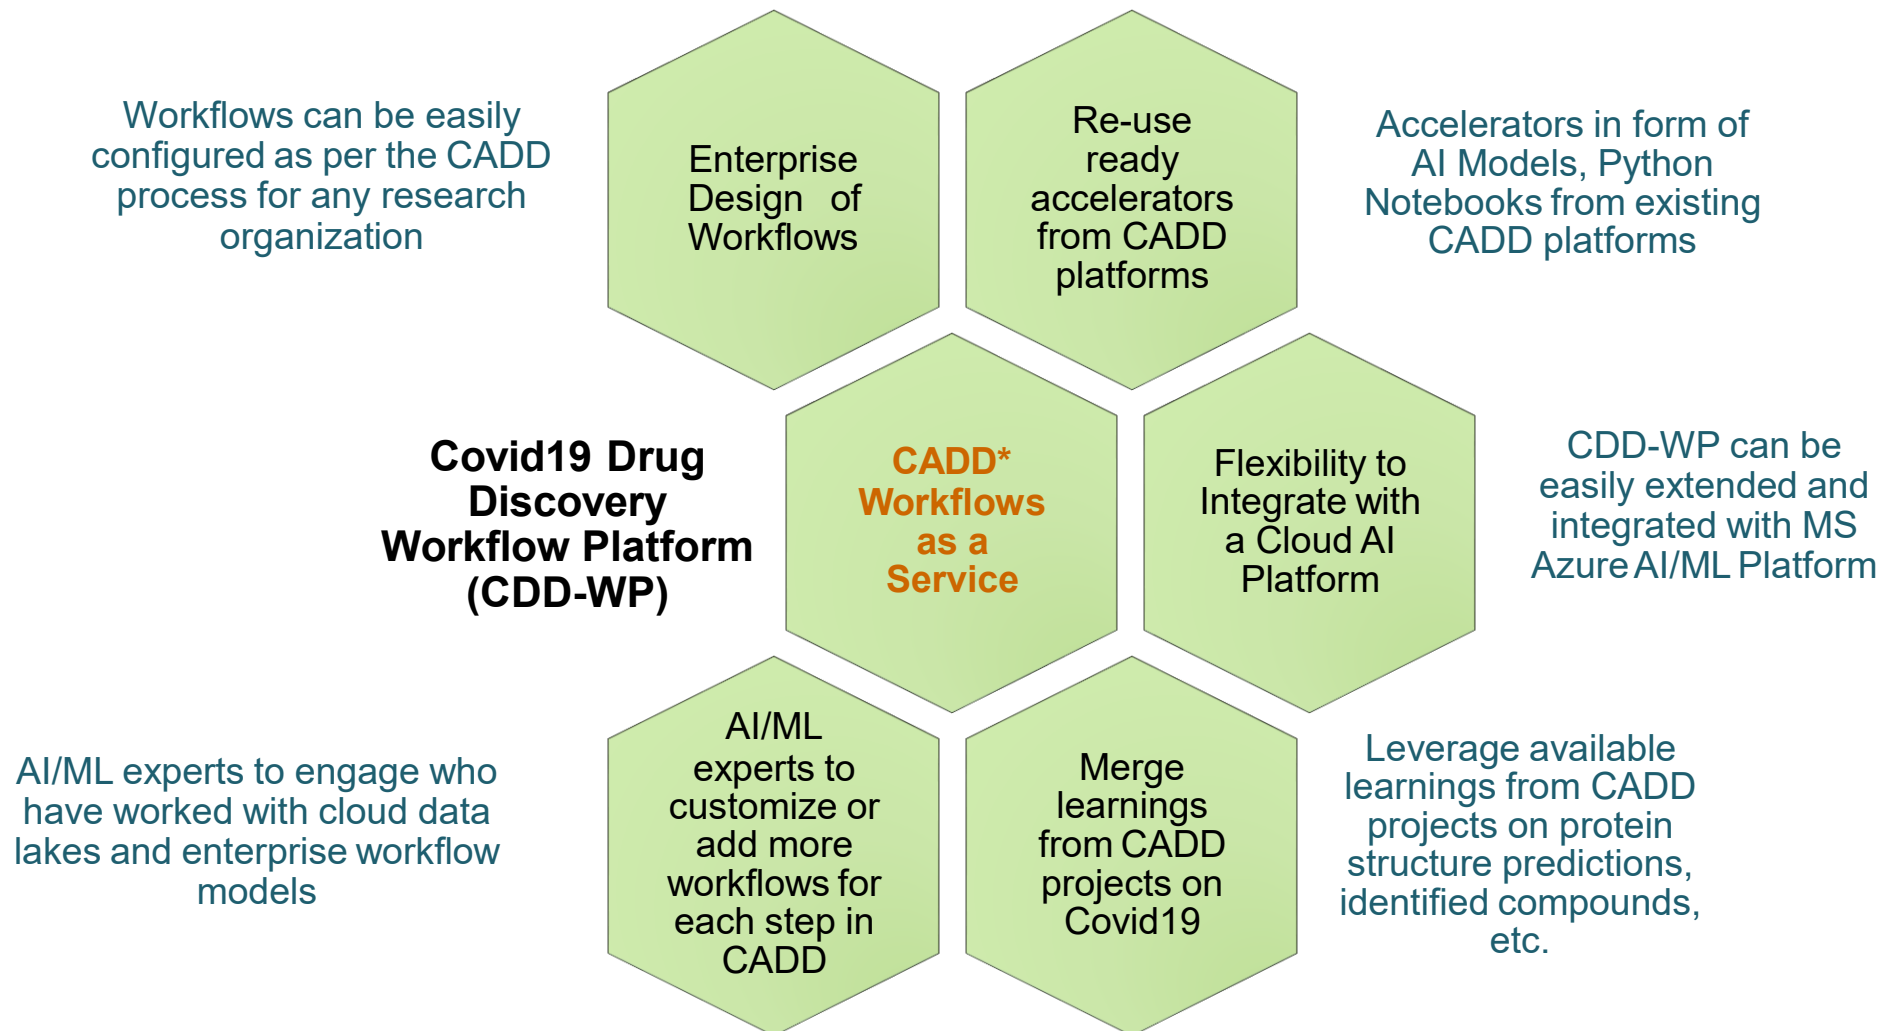 Workflows can be easily
configured as per the CADD
process for any research
organization
Enterprise
Design of
Workflows
Re-use
ready
accelerators
from CADD
platforms
Accelerators in form of
AI Models, Python
Notebooks from existing
CADD platforms
Covid19 Drug
Discovery
Workflow Platform
(CDD-WP)
CADD*
Workflows
as a
Service
Flexibility to
Integrate with
a Cloud AI
Platform
CDD-WP can be
easily extended and
integrated with MS
Azure AI/ML Platform
AI/ML experts to engage who
have worked with cloud data
lakes and enterprise workflow
models
AI/ML
experts to
customize or
add more
workflows for
each step in
CADD
Merge
learnings
from CADD
projects on
Covid19
Leverage available
learnings from CADD
projects on protein
structure predictions,
identified compounds,
etc.